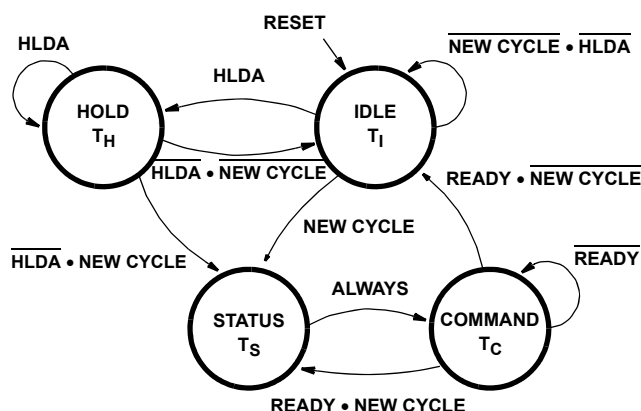 RESET
HLDA
HLDA
NEW CYCLE • HLDA
HOLD
TH
IDLE
TI
HLDA • NEW CYCLE
READY • NEW CYCLE
NEW CYCLE
HLDA • NEW CYCLE
READY
ALWAYS
STATUS
TS
COMMAND
TC
READY • NEW CYCLE